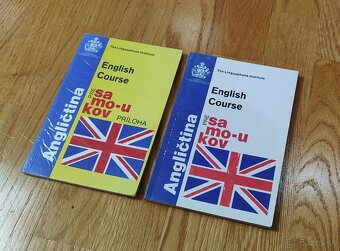 The Linguaphone Institute
English
Course
Angličtina
PRE
sa
mo-u
kov
PRÍLOHA
The Linguaphone Institute
English
Course
Angličtina
PRE
sa
mo-u
kov